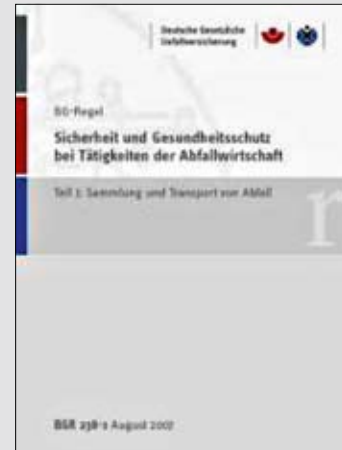 Deutsche Gesetzliche
Unfallversicherung
BG-Regel
Sicherheit und Gesundheitsschutz
bei Tätigkeiten der Abfallwirtschaft
Teil 1: Sammlung und Transport von Abfall
r
BGR 238-1 August 2007